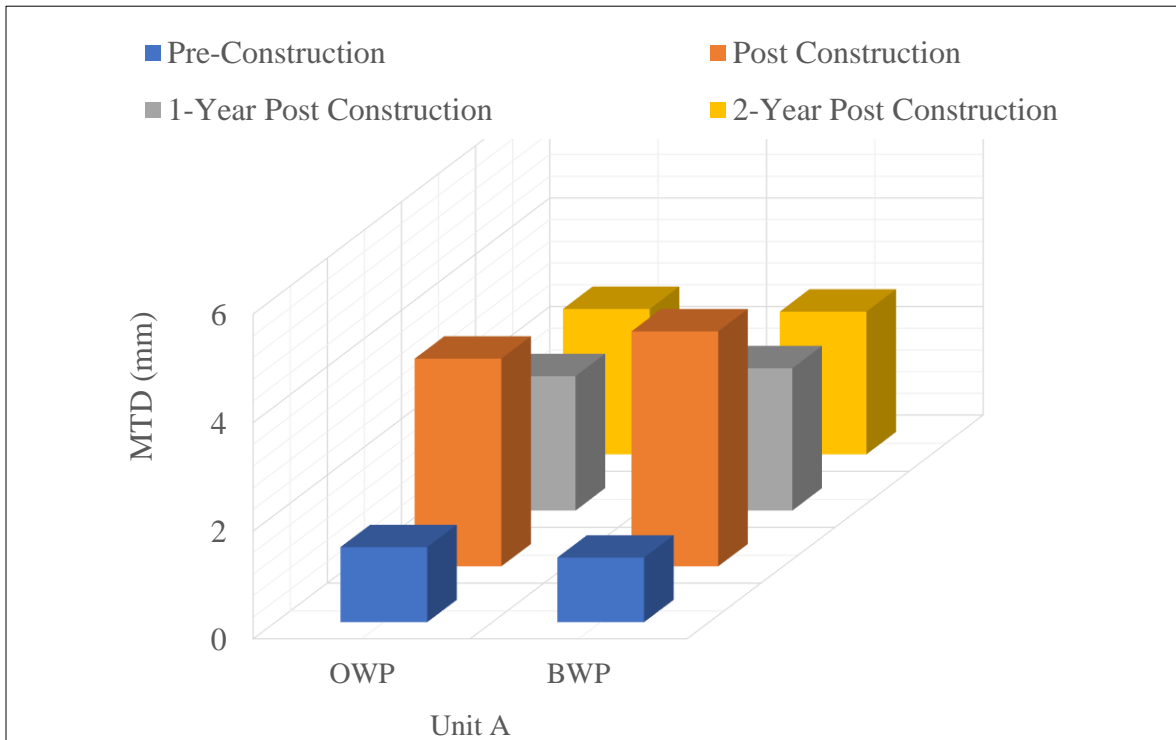 Pre-Construction
Post Construction
1-Year Post Construction
2-Year Post Construction
6
4
2
0
MTD (mm)
OWP
BWP
Unit A